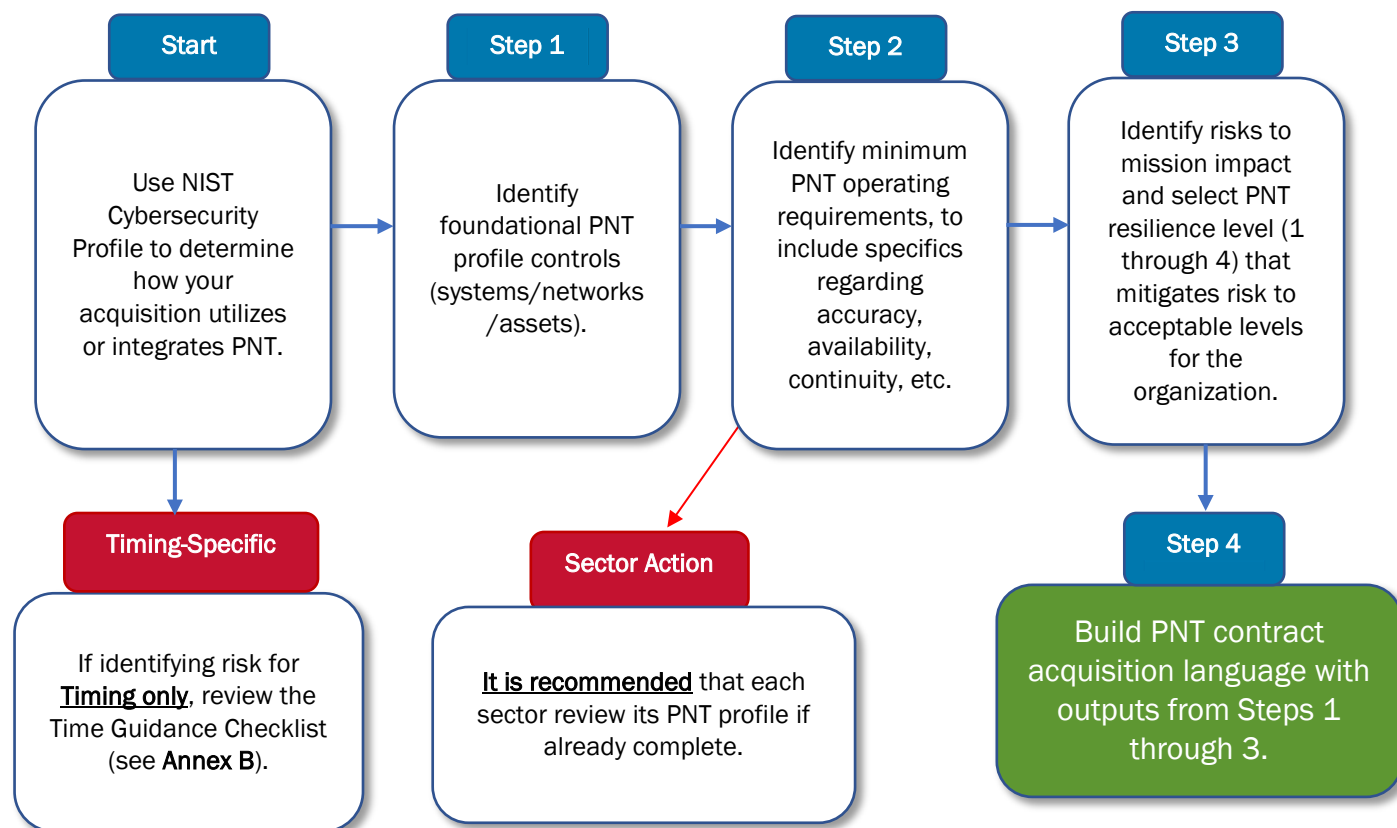 Start
Use NIST
Cybersecurity
Profile to determine
how your
acquisition utilizes
or integrates PNT.
Step 1
Identify
foundational PNT
profile controls
(systems/networks
/assets).
Step 2
Identify minimum
PNT operating
requirements, to
include specifics
regarding
accuracy,
availability,
continuity, etc.
Step 3
Identify risks to
mission impact
and select PNT
resilience level (1
through 4) that
mitigates risk to
acceptable levels
for the
organization.
Timing-Specific
If identifying risk for
Timing only, review the
Time Guidance Checklist
(see Annex B).
Sector Action
It is recommended that each
sector review its PNT profile if
already complete.
Step 4
Build PNT contract
acquisition language with
outputs from Steps 1
through 3.